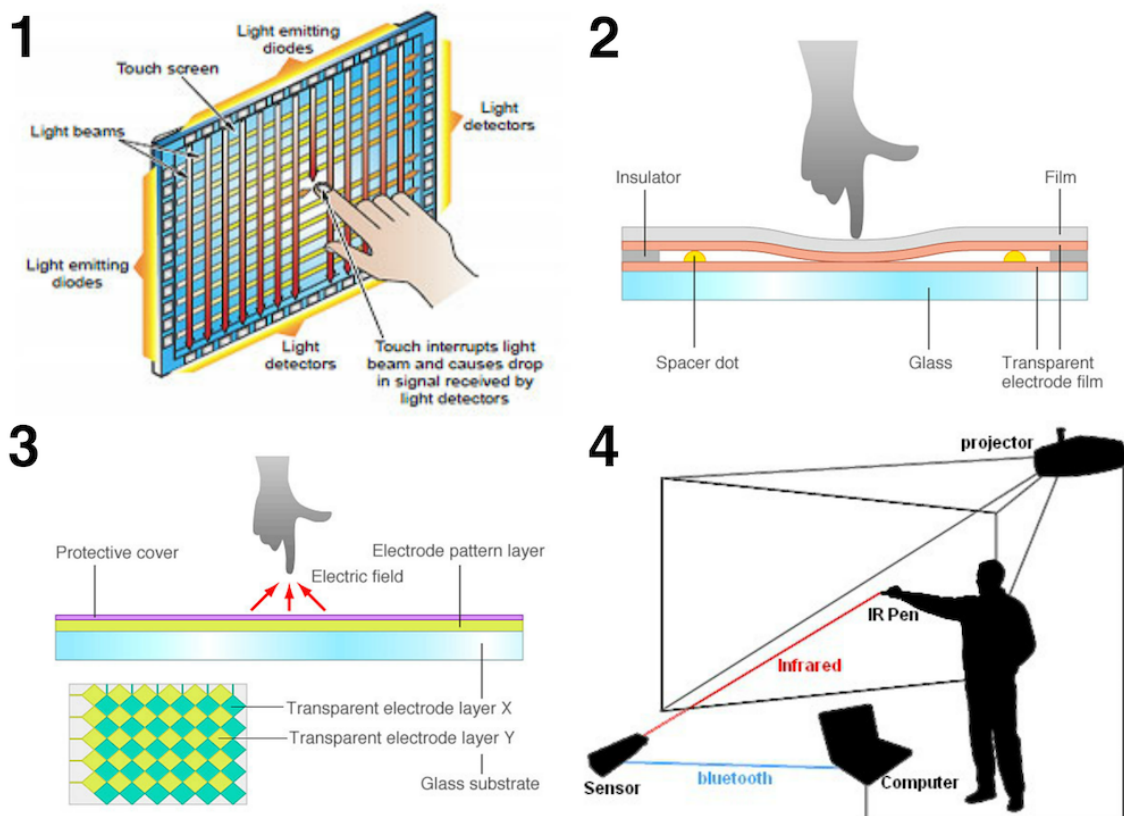 1
Light emitting
diodes
Touch screen
Light beams
Light
detectors
Light emitting
diodes
Light
detectors
Touch interrupts light
beam and causes drop
in signal received by
light detectors
2
Insulator
Film
Spacer dot
Glass
Transparent
electrode film
3
Protective cover
Electrode pattern layer
Electric field
Transparent electrode layer X
Transparent electrode layer Y
Glass substrate
4
projector
IR Pen
Infrared
bluetooth
Sensor
Computer